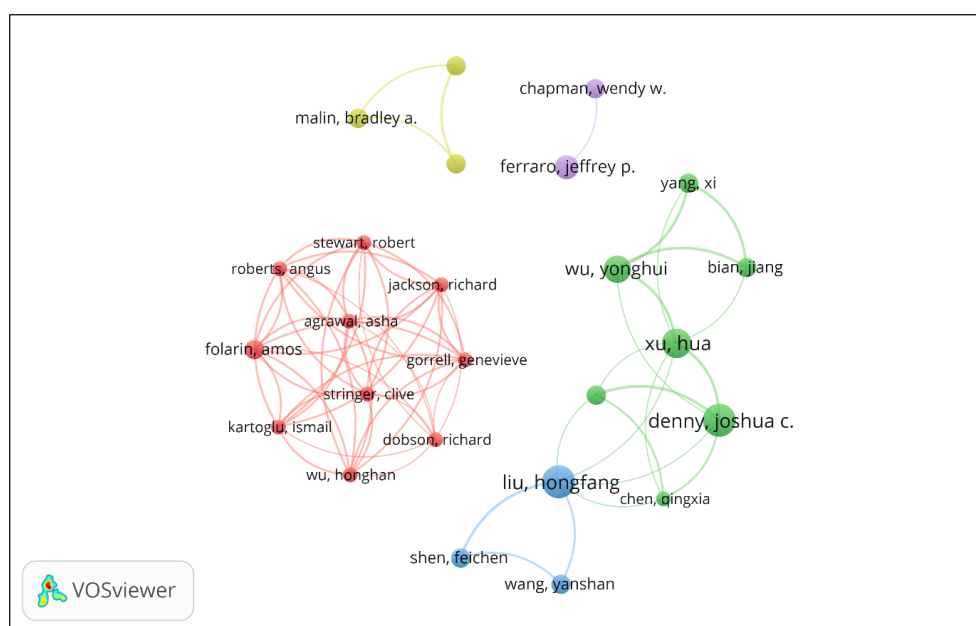 chapman, wendy w.
malin, bradley a.
ferraro, jeffrey p.
yang, xi
stewart, robert
roberts, angus
wu, yonghui
bian, jiang
jackson, richard
agrawal, asha
xu, hua
folarin, amos
gorrell, genevieve
stringer, clive
denny, joshua c.
kartoglu, ismail
dobson, richard
wu, honghan
liu, hongfang
chen, qingxia
shen, feichen
wang, yanshan
VOSviewer